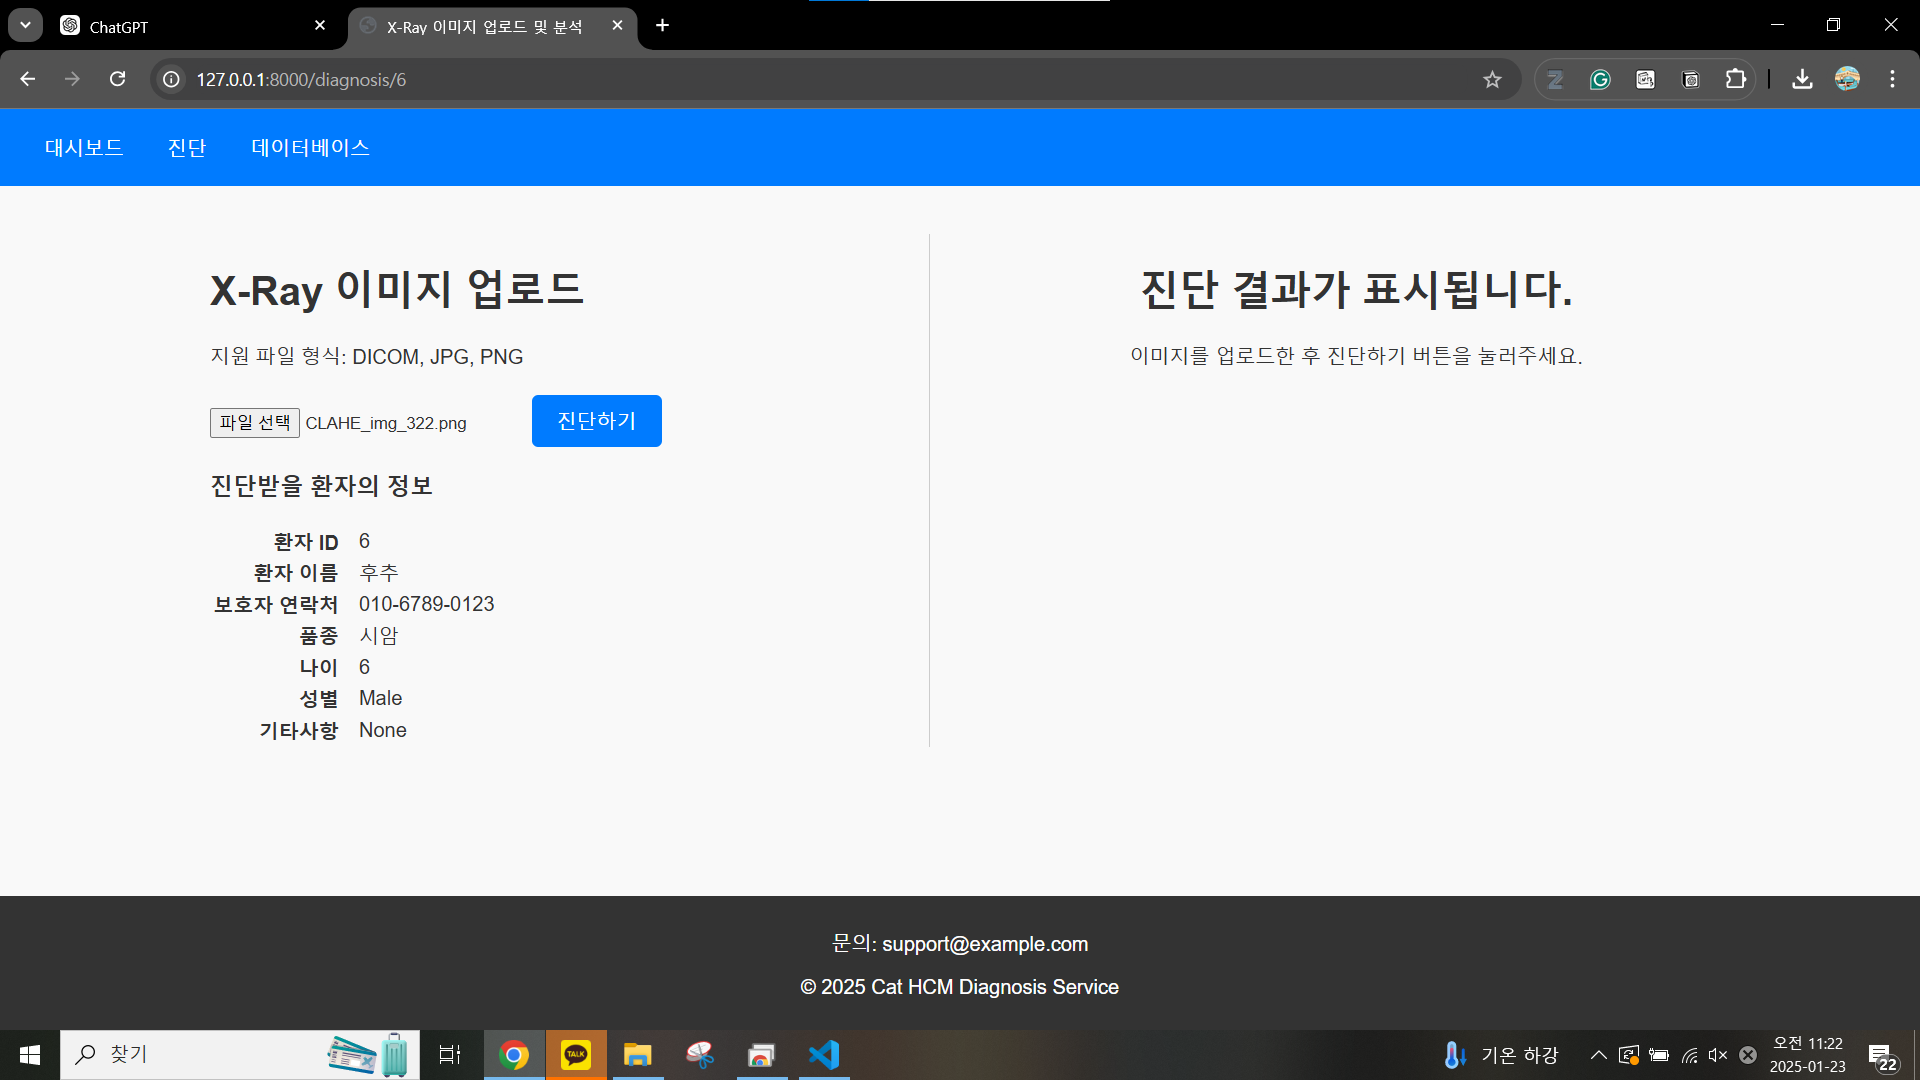 ChatGPT
X-Ray 이미지 업로드 및 분석
127.0.0.1:8000/diagnosis/6
대시보드
진단
데이터베이스
X-Ray 이미지 업로드
지원 파일 형식: DICOM, JPG, PNG
파일 선택 CLAHE_img_322.png
진단하기
진단받을 환자의 정보
환자 ID 6
환자 이름 후추
보호자 연락처 010-6789-0123
품종 시암
나이 6
성별 Male
기타사항 None
진단 결과가 표시됩니다.
이미지를 업로드한 후 진단하기 버튼을 눌러주세요.
문의: support@example.com
© 2025 Cat HCM Diagnosis Service
찾기
TALK
기온 하강
오전 11:22
2025-01-23
22